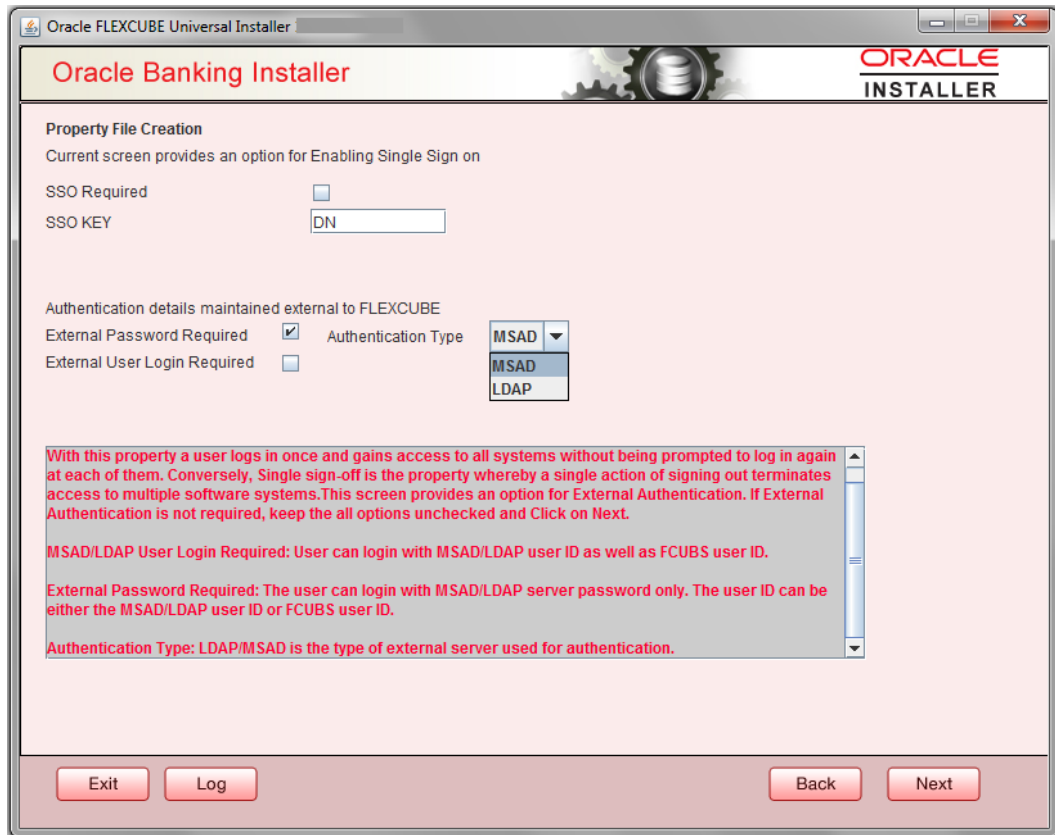 Oracle FLEXCUBE Universal Installer
Oracle Banking Installer
ORACLE
INSTALLER
Property File Creation
Current screen provides an option for Enabling Single Sign on
SSO Required
SSO KEY DN
Authentication details maintained external to FLEXCUBE
External Password Required Authentication Type MSAD
External User Login Required MSAD
LDAP
With this property a user logs in once and gains access to all systems without being prompted to log in again
at each of them. Conversely, Single sign-off is the property whereby a single action of signing out terminates
access to multiple software systems.This screen provides an option for External Authentication. If External
Authentication is not required, keep the all options unchecked and Click on Next.
MSAD/LDAP User Login Required: User can login with MSAD/LDAP user ID as well as FCUBS user ID.
External Password Required: The user can login with MSAD/LDAP server password only. The user ID can be
either the MSAD/LDAP user ID or FCUBS user ID.
Authentication Type: LDAP/MSAD is the type of external server used for authentication.
Exit Log Back Next